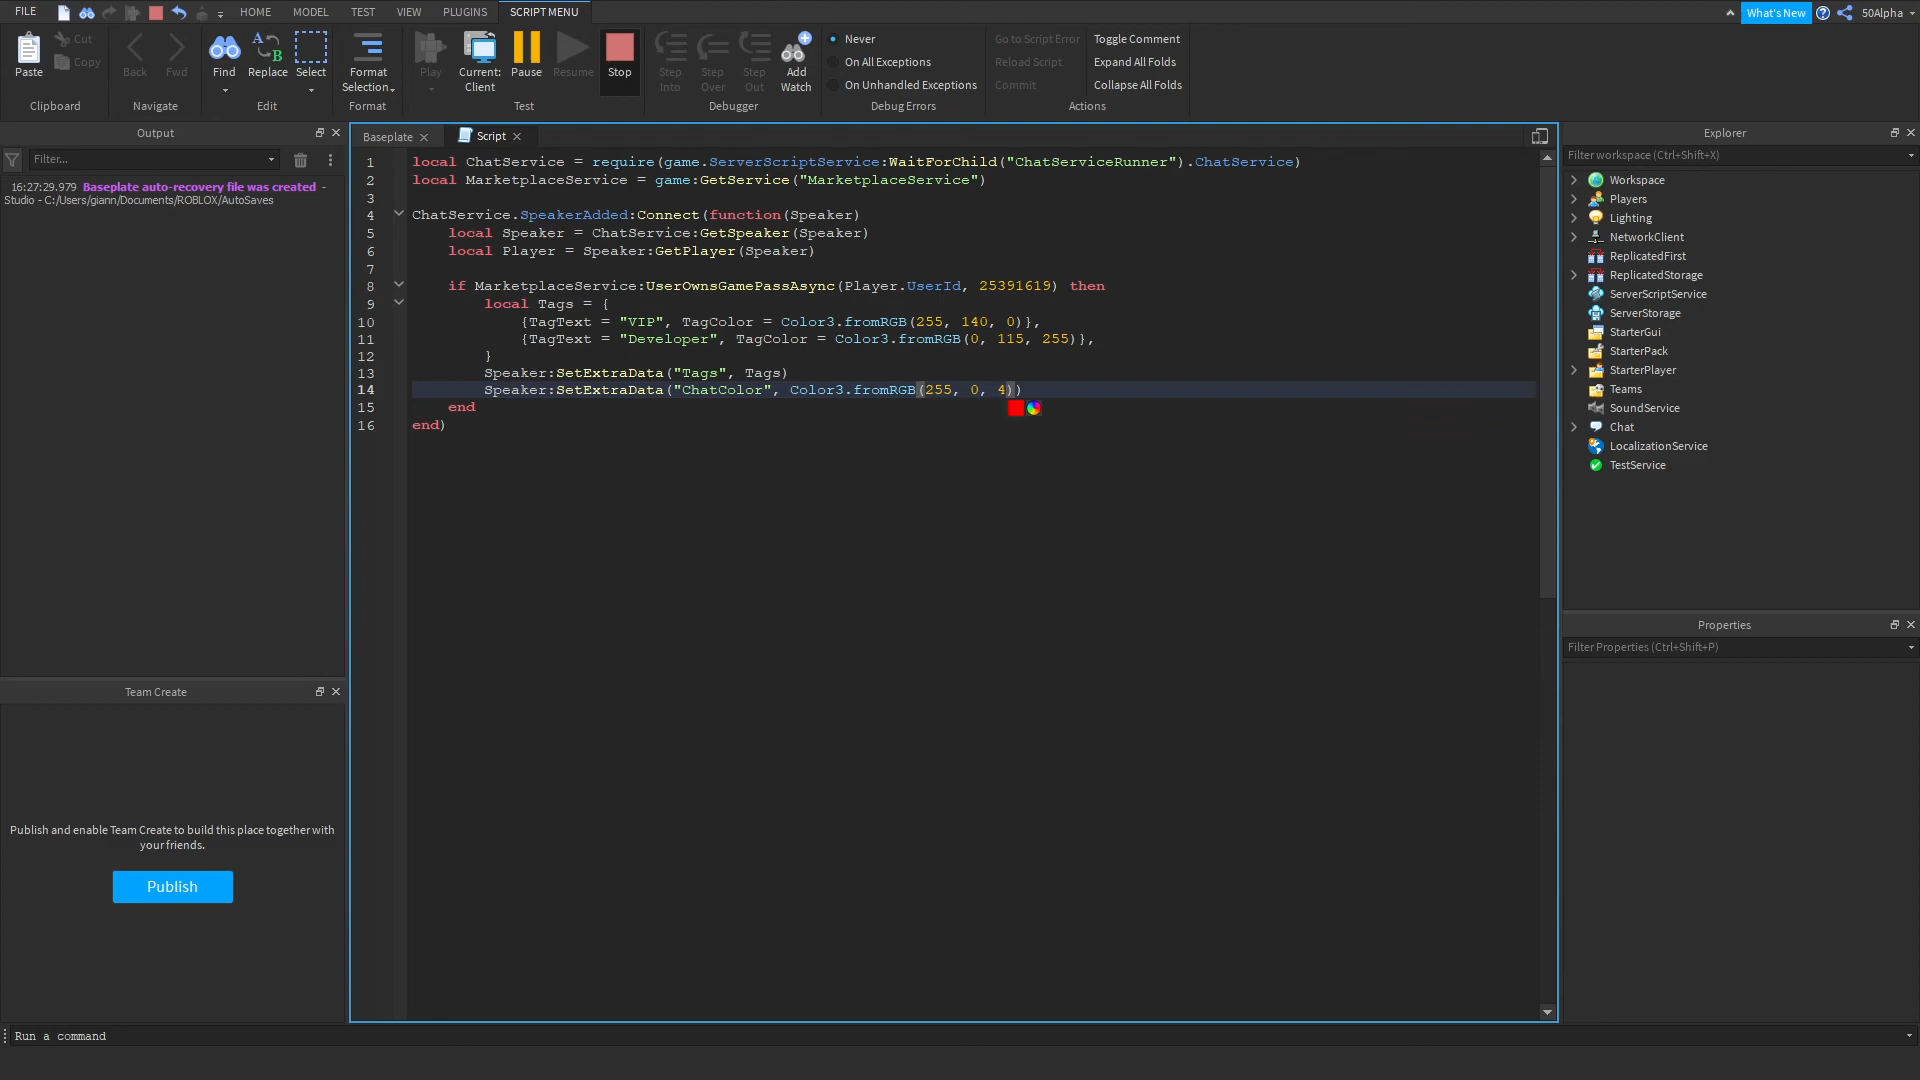 FILE HOME MODEL TEST VIEW PLUGINS SCRIPT MENU What's New 50Alpha
Paste Cut Copy Back Fwd Find Replace Select Format Selection Play Current: Client Pause Resume Stop Step Into Step Over Step Out Add Watch
Never
On All Exceptions
On Unhandled Exceptions
Go to Script Error
Reload Script
Commit
Toggle Comment
Expand All Folds
Collapse All Folds
Clipboard Navigate Edit Format Test Debugger Debug Errors Actions
Output
Filter...
16:27:29.979 Baseplate auto-recovery file was created -
Studio - C:/Users/giann/Documents/ROBLOX/AutoSaves
Team Create
Publish and enable Team Create to build this place together with
your friends.
Publish
Baseplate Script
1 local ChatService = require(game.ServerScriptService:WaitForChild("ChatServiceRunner").ChatService)
2 local MarketplaceService = game:GetService("MarketplaceService")
3
4 ChatService.SpeakerAdded:Connect(function(Speaker)
5 local Speaker = ChatService:GetSpeaker(Speaker)
6 local Player = Speaker:GetPlayer(Speaker)
7
8 if MarketplaceService:UserOwnsGamePassAsync(Player.UserId, 25391619) then
9 local Tags = {
10 {TagText = "VIP", TagColor = Color3.fromRGB(255, 140, 0)},
11 {TagText = "Developer", TagColor = Color3.fromRGB(0, 115, 255)},
12 }
13 Speaker:SetExtraData("Tags", Tags)
14 Speaker:SetExtraData("ChatColor", Color3.fromRGB(255, 0, 4))
15 end
16 end)
Explorer
Filter workspace (Ctrl+Shift+X)
Workspace
Players
Lighting
NetworkClient
ReplicatedFirst
ReplicatedStorage
ServerScriptService
ServerStorage
StarterGui
StarterPack
StarterPlayer
Teams
SoundService
Chat
LocalizationService
TestService
Properties
Filter Properties (Ctrl+Shift+P)
Run a command